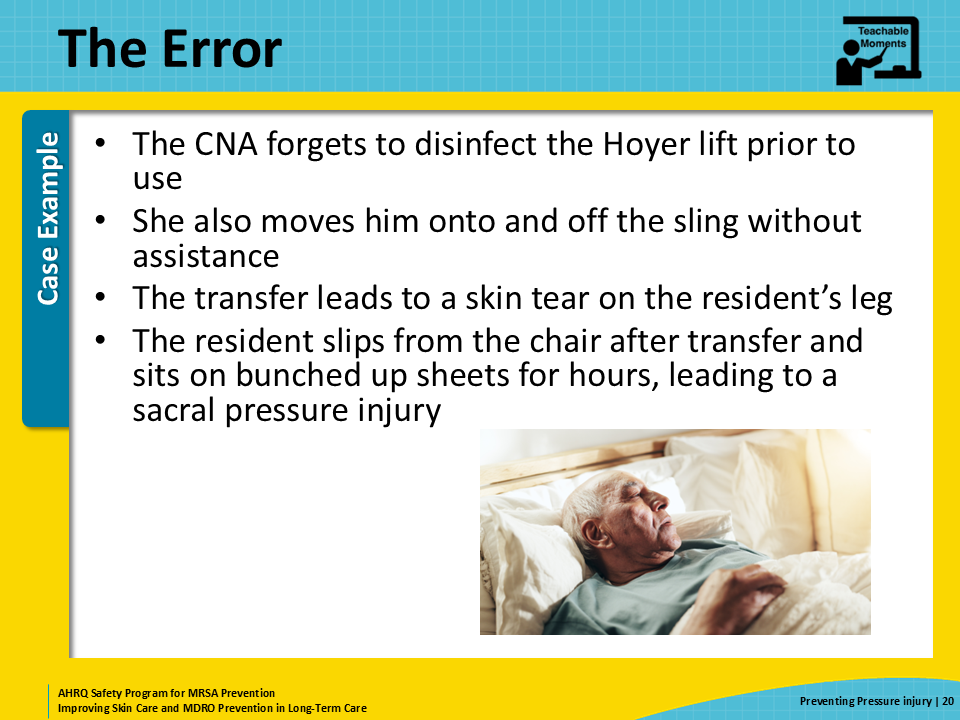 The Error
Teachable
Moments
Case Example
• The CNA forgets to disinfect the Hoyer lift prior to
use
• She also moves him onto and off the sling without
assistance
• The transfer leads to a skin tear on the resident’s leg
• The resident slips from the chair after transfer and
sits on bunched up sheets for hours, leading to a
sacral pressure injury
AHRQ Safety Program for MRSA Prevention
Improving Skin Care and MDRO Prevention in Long-Term Care
Preventing Pressure injury | 20